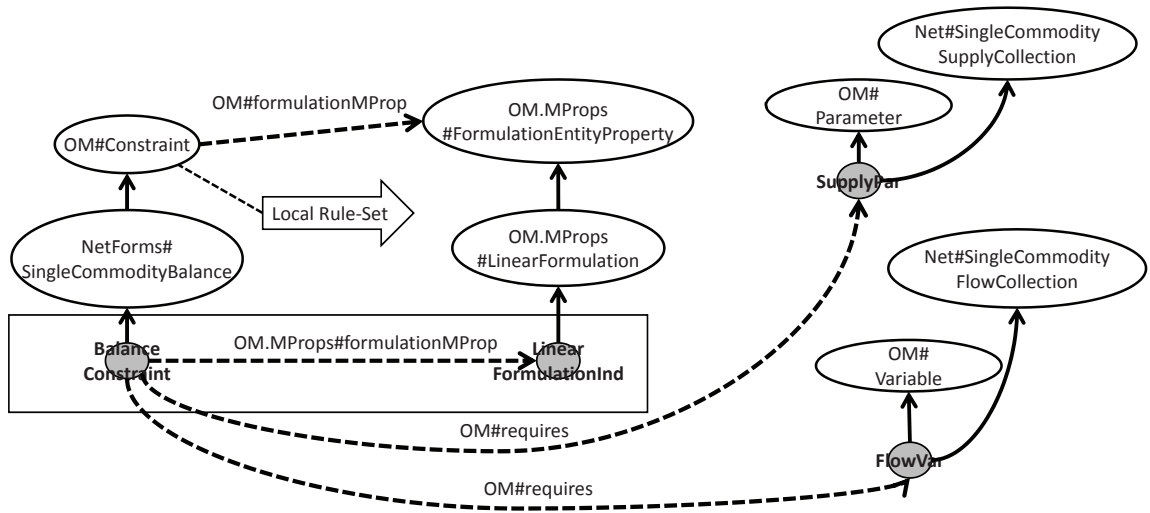 Net#SingleCommodity
SupplyCollection
OM#formulationMProp
OM.MProps
#FormulationEntityProperty
OM#
Parameter
OM#Constraint
SupplyPar
Local Rule-Set
NetForms#
SingleCommodityBalance
OM.MProps
#LinearFormulation
Net#SingleCommodity
FlowCollection
Balance
Constraint
OM.MProps#formulationMProp
Linear
FormulationInd
OM#
Variable
OM#requires
FlowVar
OM#requires